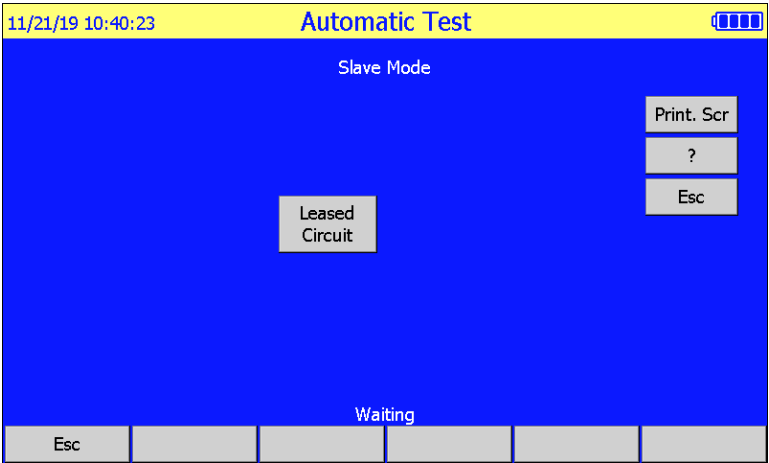 11/21/19 10:40:23 Automatic Test
Slave Mode
Print. Scr
?
Esc
Leased
Circuit
Waiting
Esc